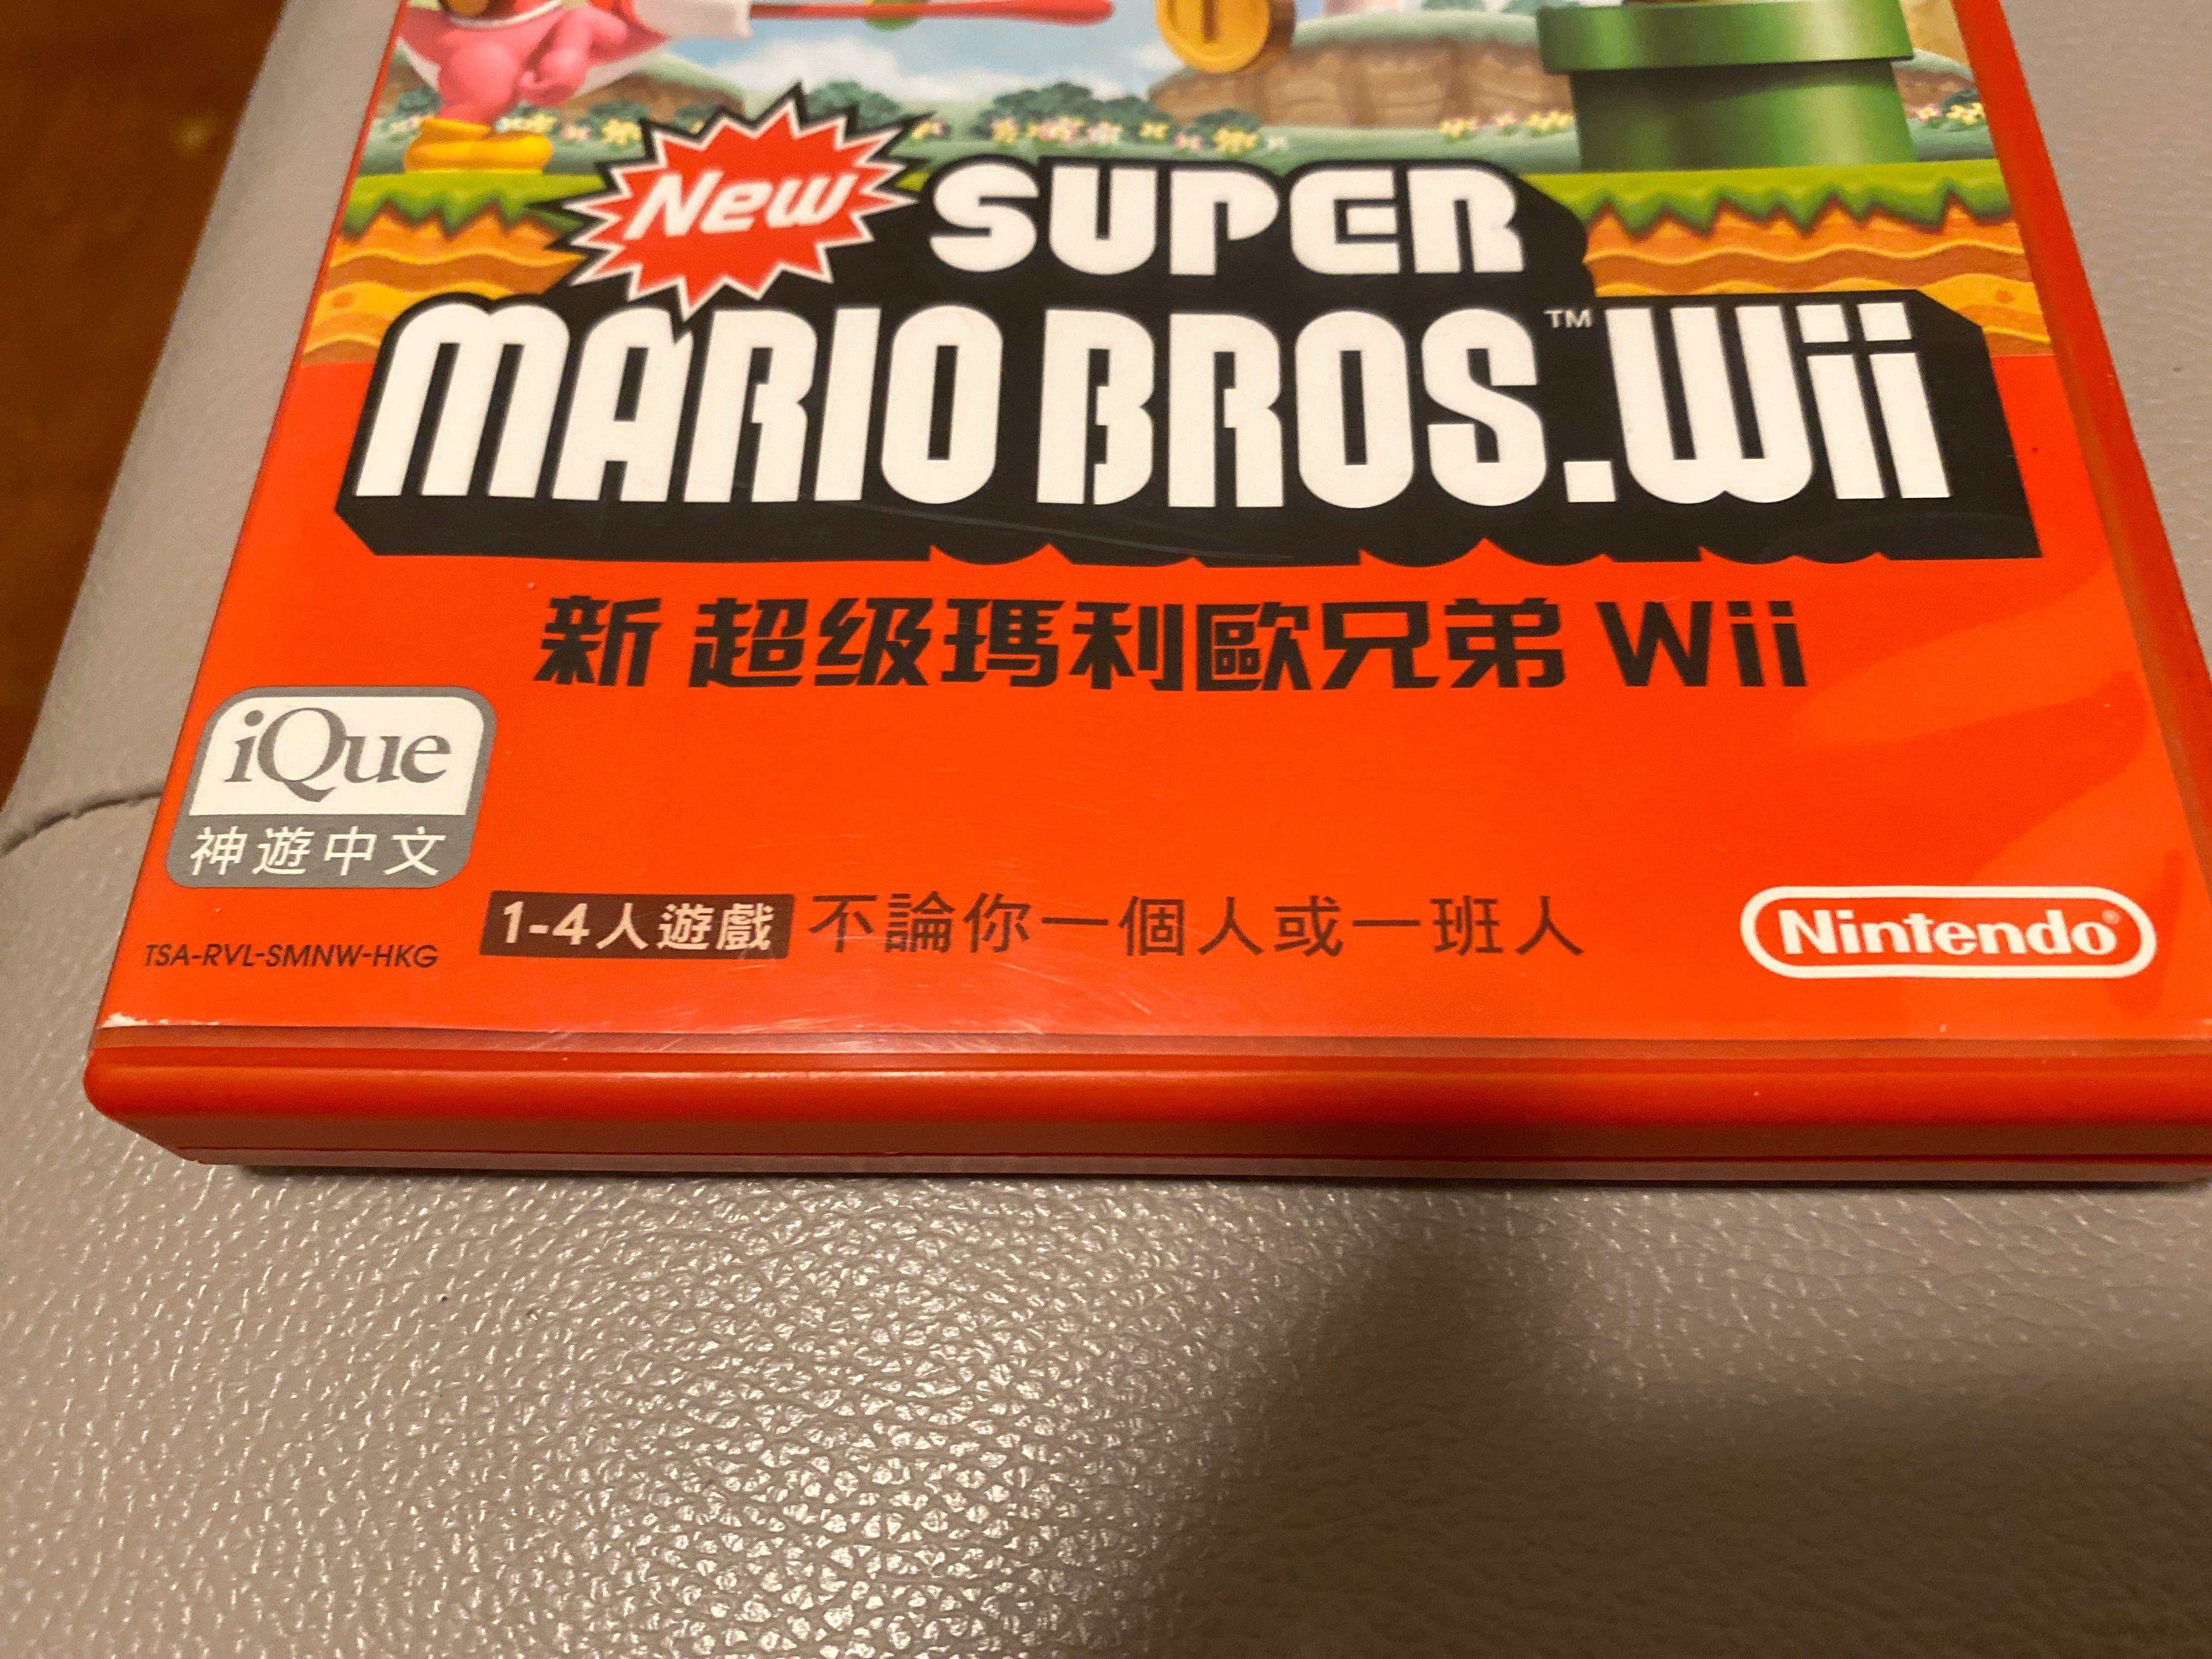 New SUPER
MARIO BROS.™Wii
新 超级瑪利歐兄弟 Wii
iQue
神遊中文
TSA-RVL-SMNW-HKG
1-4人遊戲 不論你一個人或一班人
Nintendo®